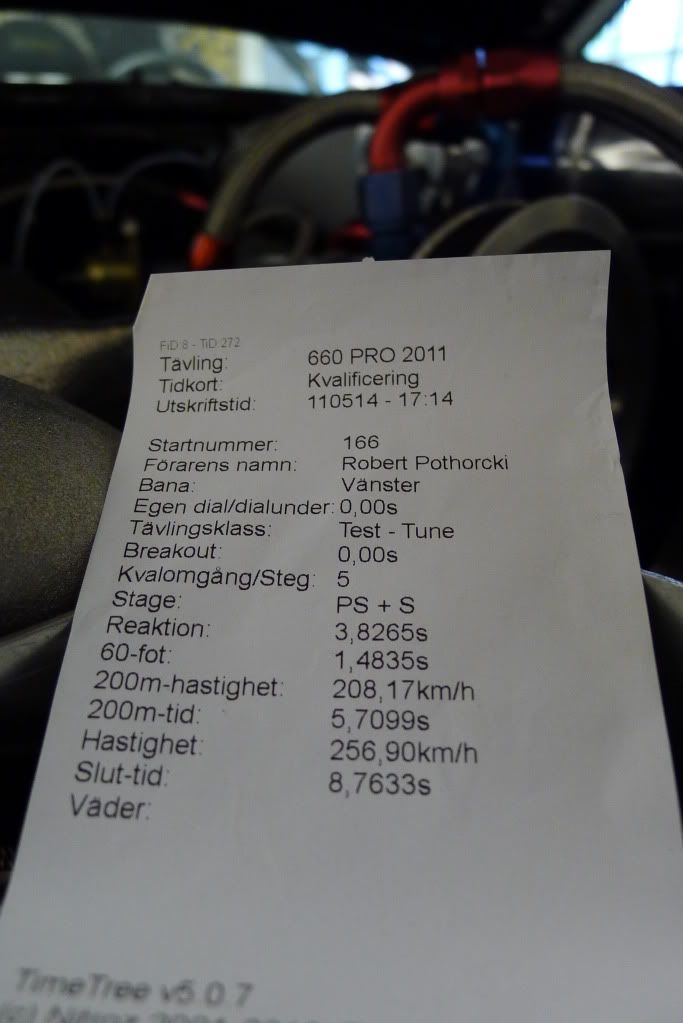 FiD 8 - TiD 272
Tävling: 660 PRO 2011
Tidkort: Kvalificering
Utskriftstid: 110514 - 17:14
Startnummer: 166
Förarens namn: Robert Pothorcki
Bana: Vänster
Egen dial/dialunder: 0,00s
Tävlingsklass: Test - Tune
Breakout: 0,00s
Kvalomgång/Steg: 5
Stage: PS + S
Reaktion: 3,8265s
60-fot: 1,4835s
200m-hastighet: 208,17km/h
200m-tid: 5,7099s
Hastighet: 256,90km/h
Slut-tid: 8,7633s
Väder:
TimeTree v5.0.7
(c)